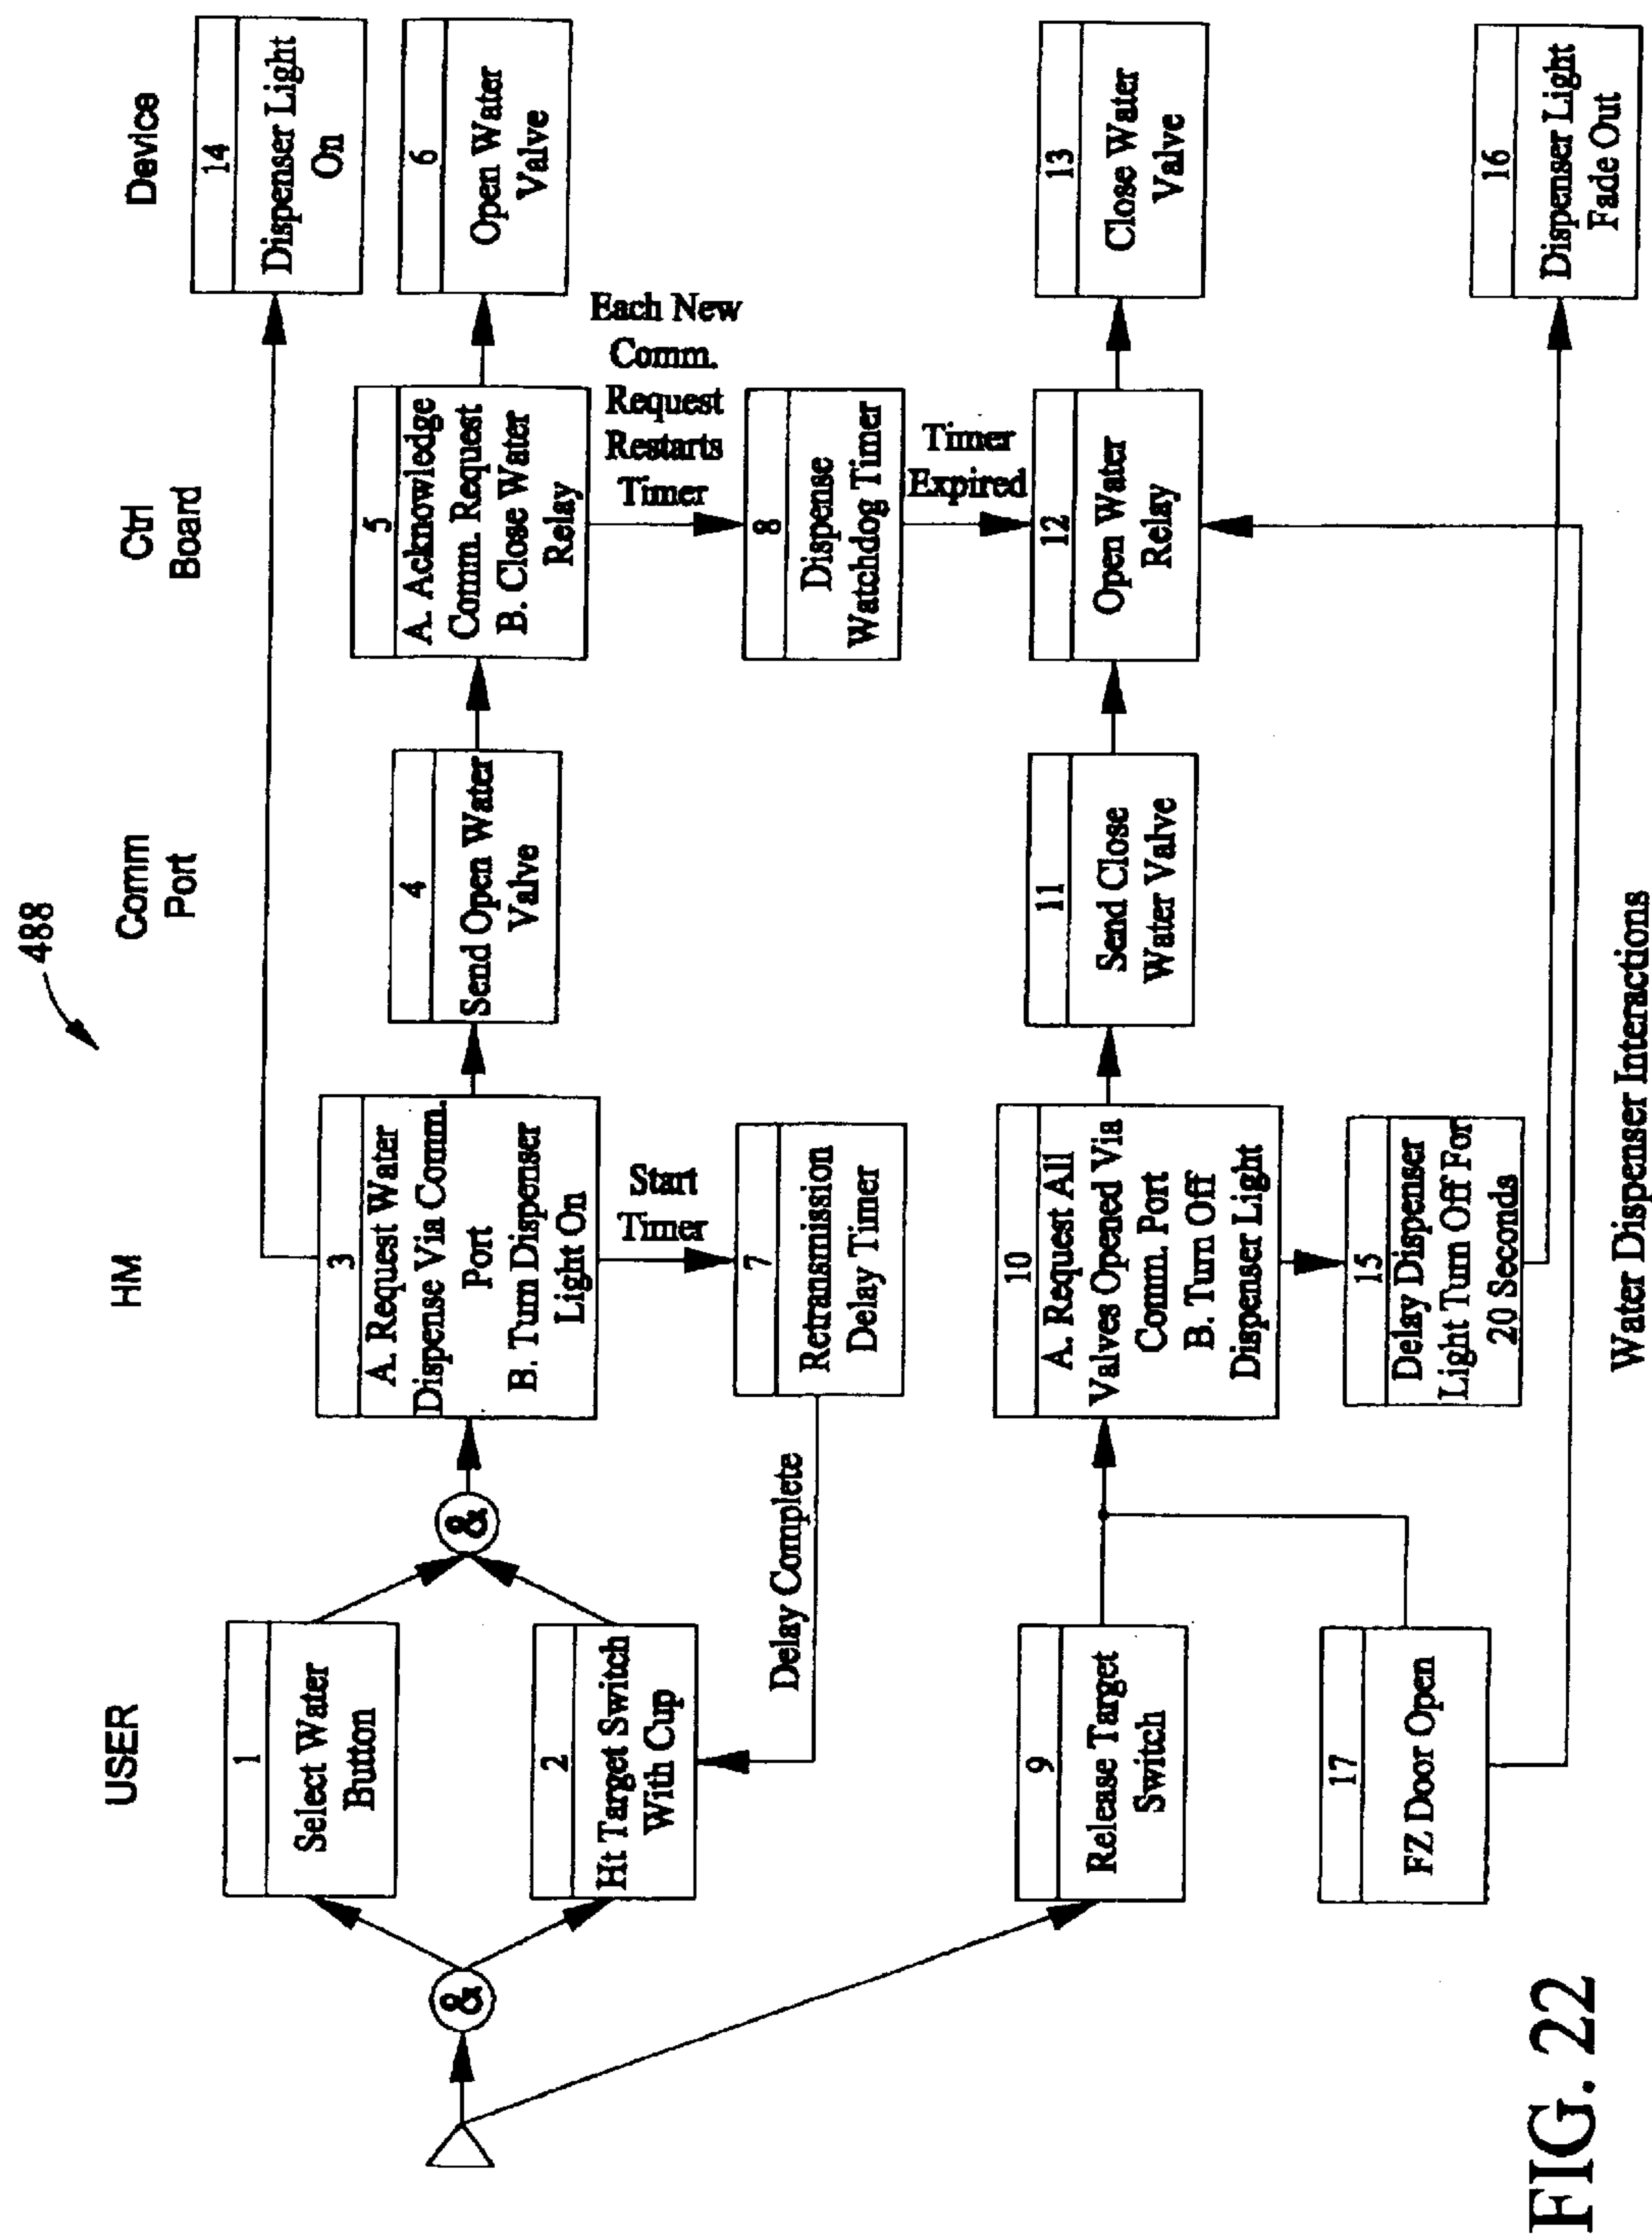 488
USER
HM
Comm
Port
Ctrl
Board
Device
1
Select Water
Button
2
Hit Target Switch
With Cup
&
&
3
A. Request Water
Dispense Via Comm.
Port
B. Turn Dispenser
Light On
4
Send Open Water
Valve
5
A. Acknowledge
Comm. Request
B. Close Water
Relay
14
Dispenser Light
On
6
Open Water
Valve
Start
Timer
7
Retransmission
Delay Timer
Delay Complete
Each New
Comm.
Request
Restarts
Timer
8
Dispense
Watchdog Timer
Timer
Expired
9
Release Target
Switch
10
A. Request All
Valves Opened Via
Comm. Port
B. Turn Off
Dispenser Light
11
Send Close
Water Valve
12
Open Water
Relay
13
Close Water
Valve
17
FZ Door Open
15
Delay Dispenser
Light Turn Off For
20 Seconds
16
Dispenser Light
Fade Out
Water Dispenser Interactions
FIG. 22